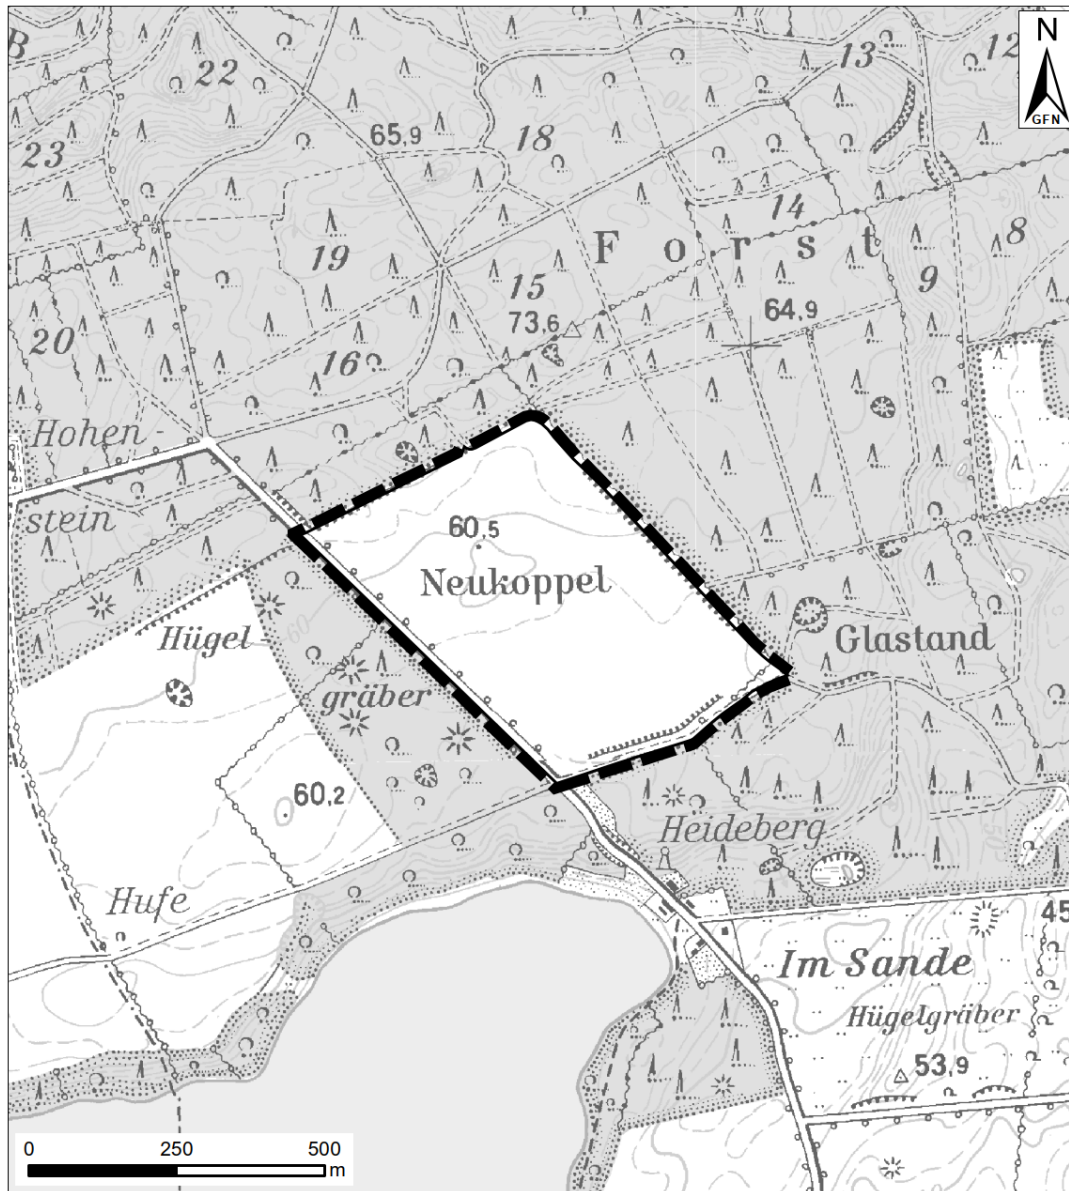 N
GFN
B
22
13
12
65,9
18
23
14
8
19
Forst
15
9
73,6
64,9
20
16
Hohen-
stein
60,5
Neukoppel
Hügel-
gräber
Glastand
60
60,2
Heideberg
Hufe
45
Im Sande
Hügelgräber
53,9
0 250 500
m